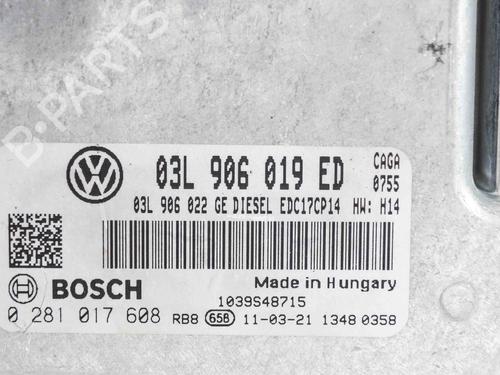 B-PARTS
03L 906 019 ED CAGA 0755
03L 906 022 GE DIESEL EDC17CP14 HW: H14
BOSCH
Made in Hungary
1039S48715
0 281 017 608 RB8 658 11-03-21 1348 0358